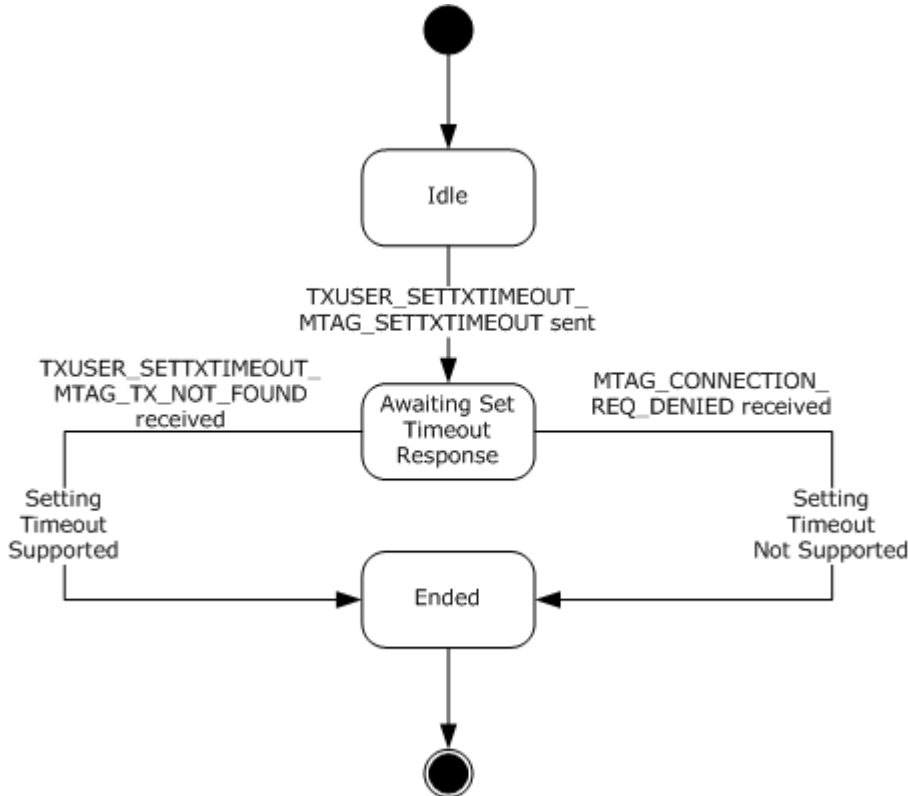 Idle
TXUSER_SETTXTIMEOUT_
MTAG_SETTXTIMEOUT sent
TXUSER_SETTXTIMEOUT_
MTAG_TX_NOT_FOUND
received
MTAG_CONNECTION_
REQ_DENIED received
Awaiting Set
Timeout
Response
Setting
Timeout
Supported
Setting
Timeout
Not Supported
Ended